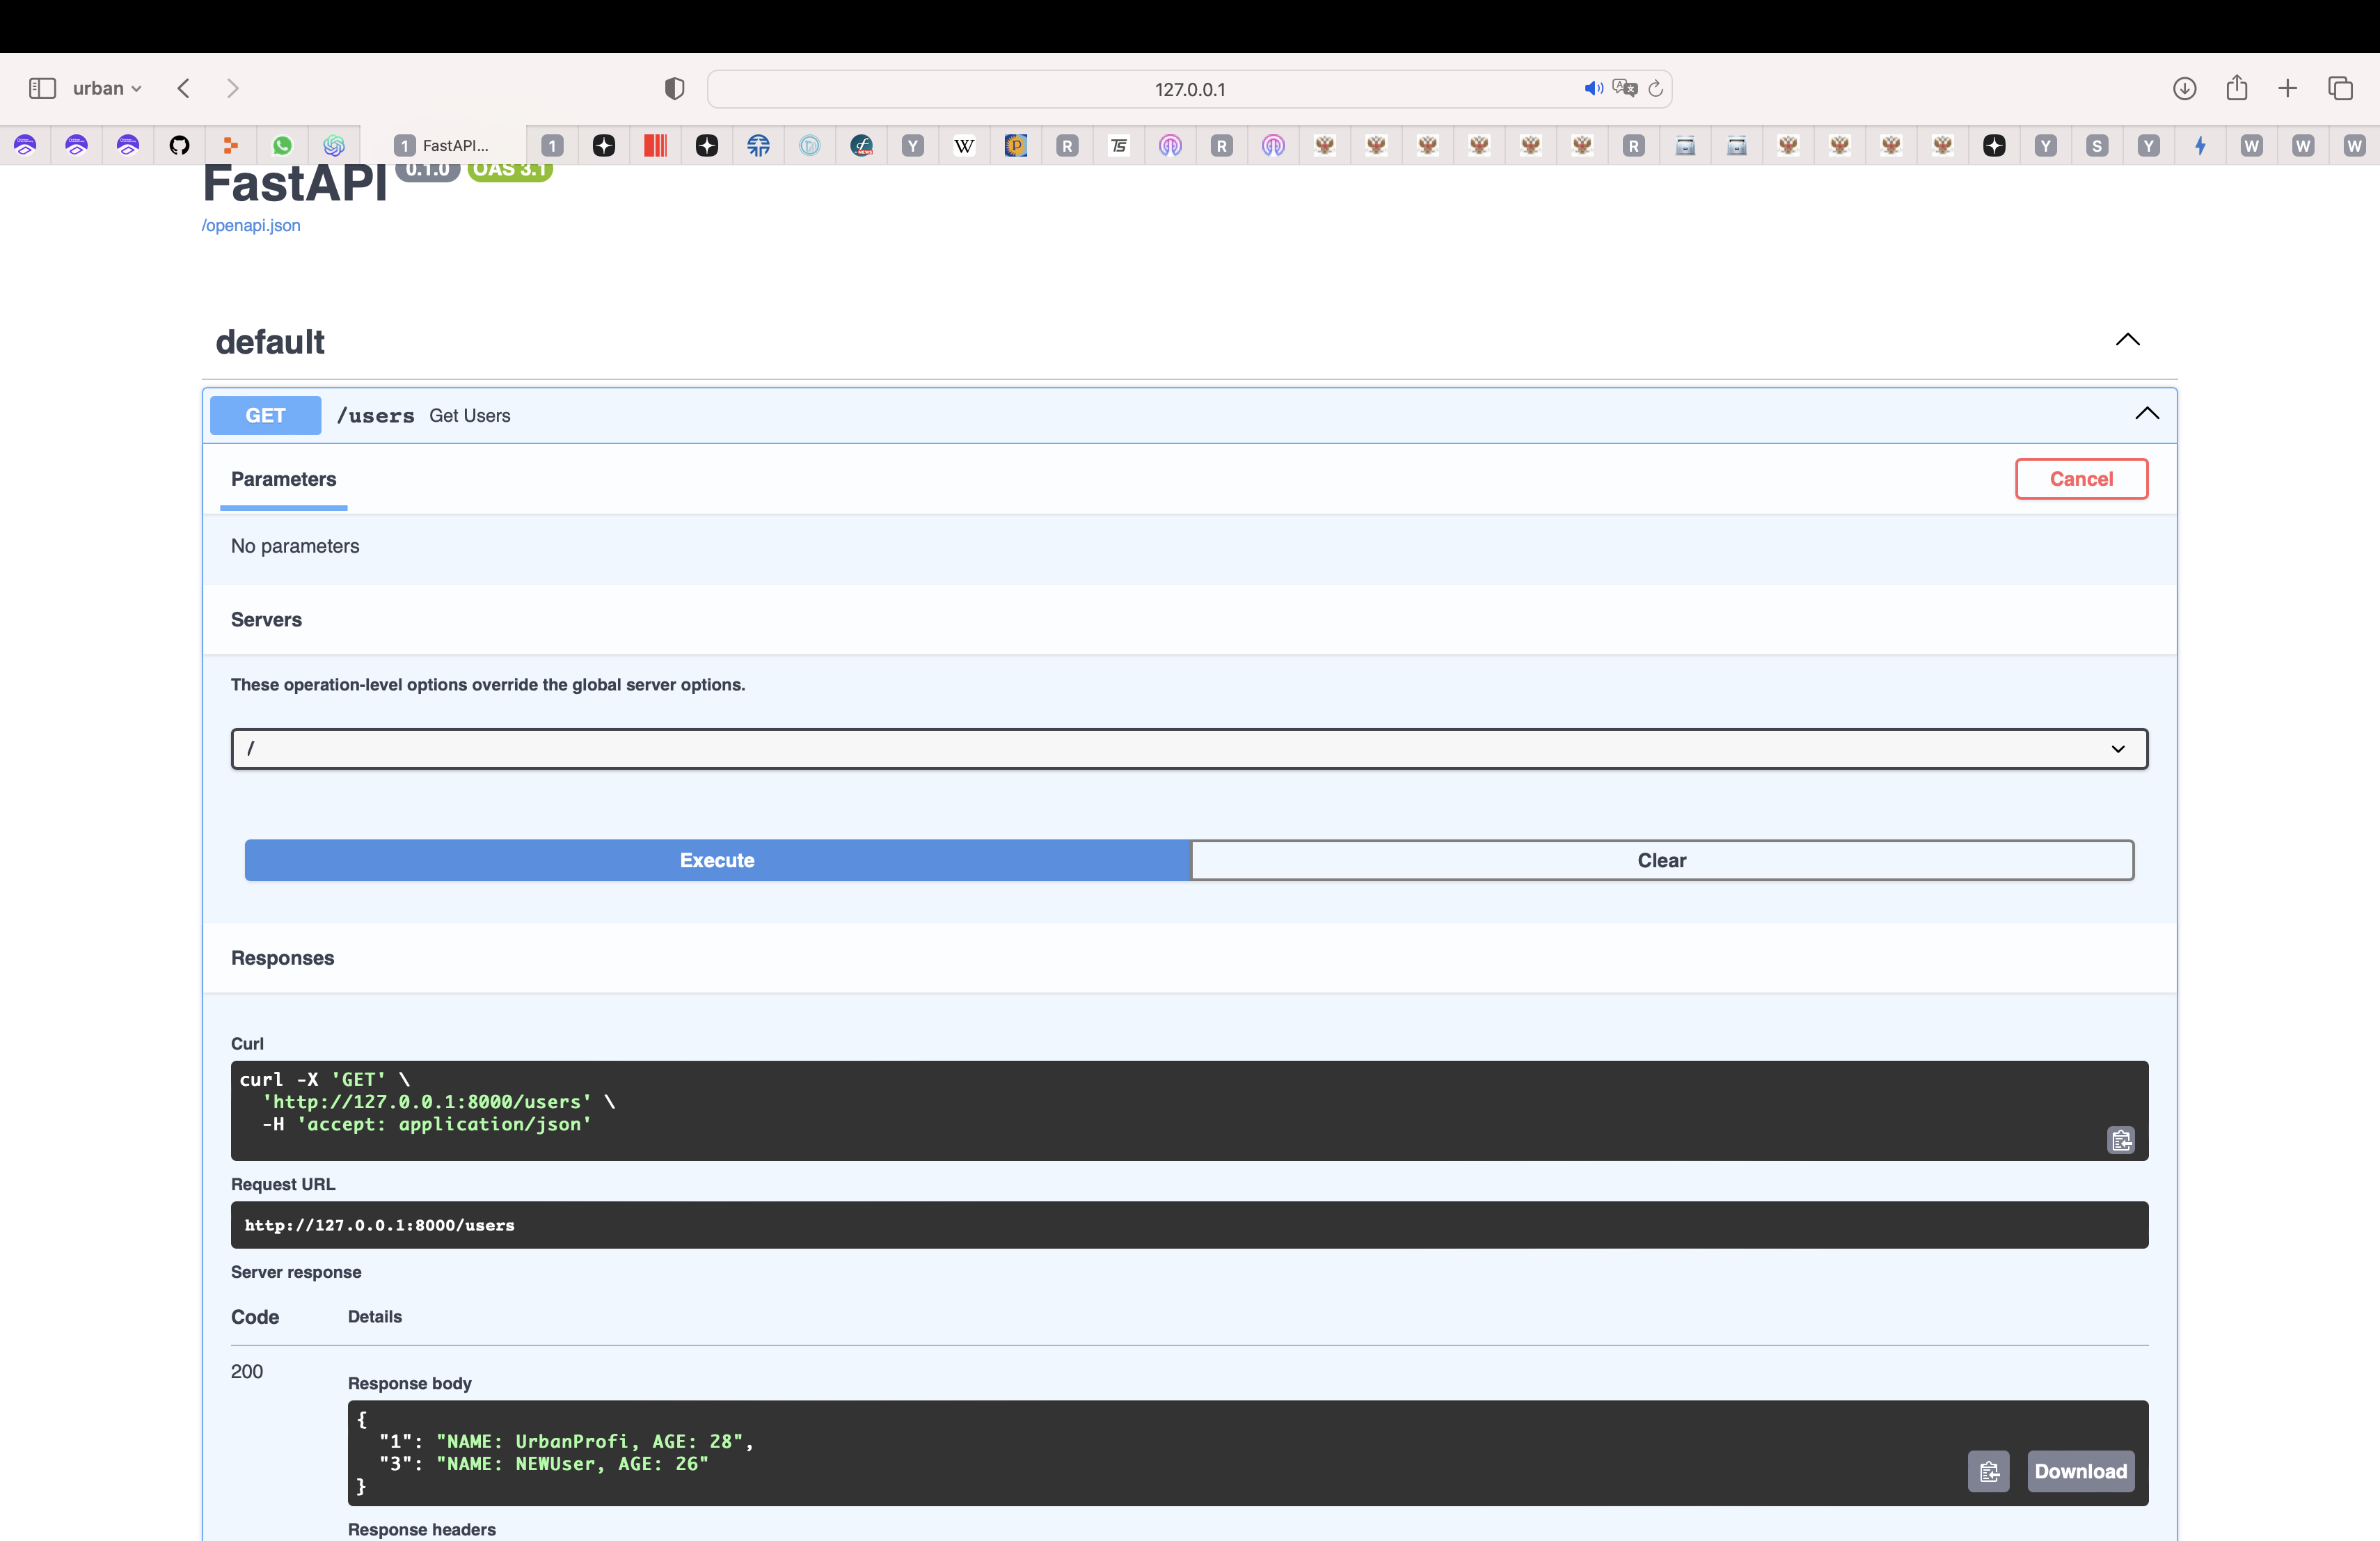 urban
127.0.0.1
1 FastAPI...
1
Y
W
P
R
TS
R
R
Y
S
Y
W
W
W
FastAPI 0.1.0 OAS 3.1
/openapi.json
default
GET /users Get Users
Parameters
Cancel
No parameters
Servers
These operation-level options override the global server options.
/
Execute
Clear
Responses
Curl
curl -X 'GET' \
'http://127.0.0.1:8000/users' \
-H 'accept: application/json'
Request URL
http://127.0.0.1:8000/users
Server response
Code Details
200
Response body
{
"1": "NAME: UrbanProfi, AGE: 28",
"3": "NAME: NEWUser, AGE: 26"
}
Download
Response headers